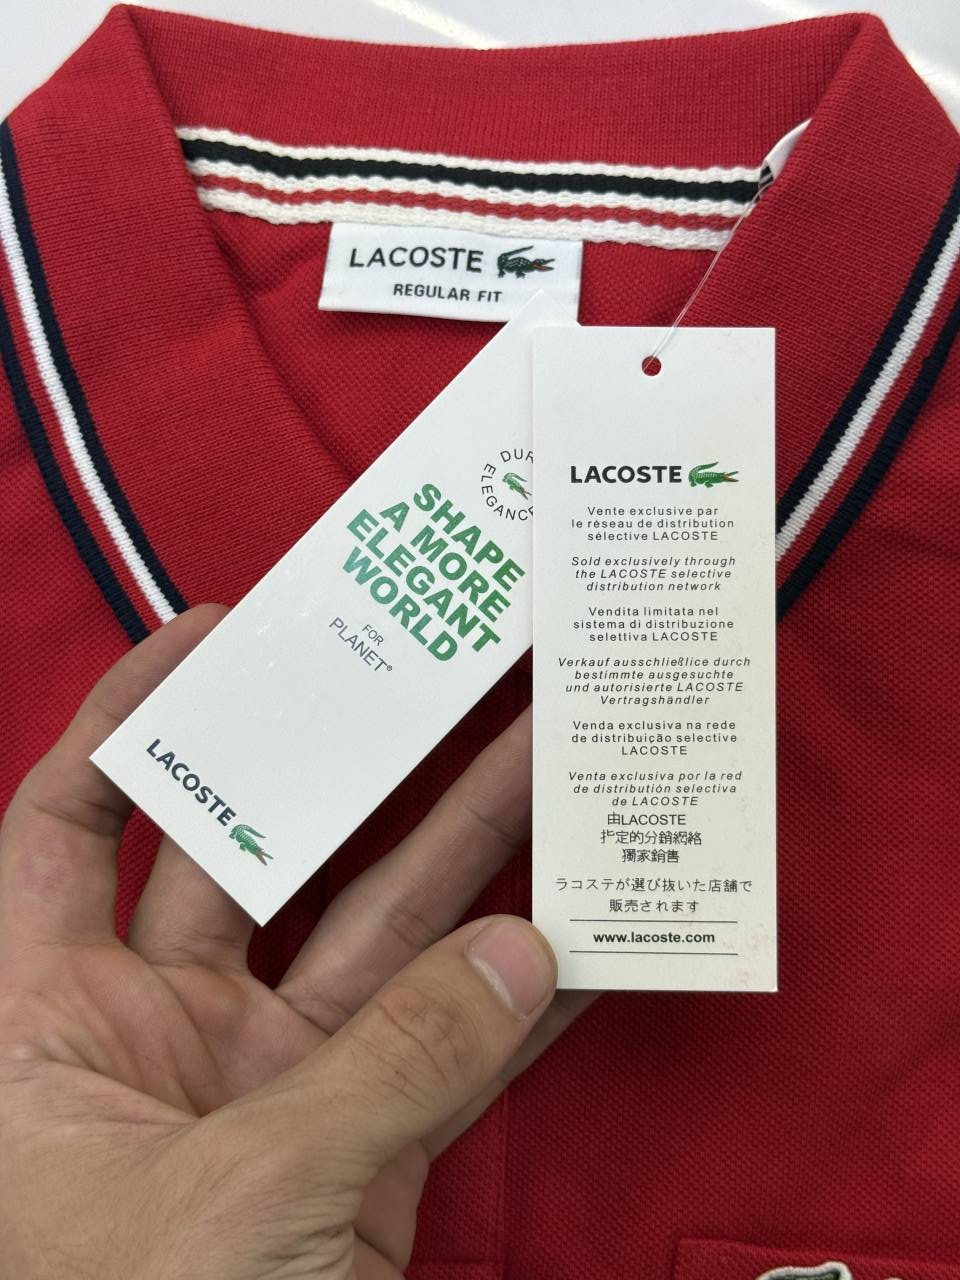 LACOSTE
REGULAR FIT
DUR
ELEGANCE
SHAPE
A MORE
ELEGANT
WORLD
FOR
PLANET®
LACOSTE
LACOSTE
Vente exclusive par
le réseau de distribution
sélective LACOSTE
Sold exclusively through
the LACOSTE selective
distribution network
Vendita limitata nel
sistema di distribuzione
selettiva LACOSTE
Verkauf ausschließlice durch
bestimmte ausgesuchte
und autorisierte LACOSTE
Vertragshändler
Venda exclusiva na rede
de distribuição selective
LACOSTE
Venta exclusiva por la red
de distributión selectiva
de LACOSTE
由LACOSTE
指定的分銷網絡
獨家銷售
ラコステが選び抜いた店舗で
販売されます
www.lacoste.com